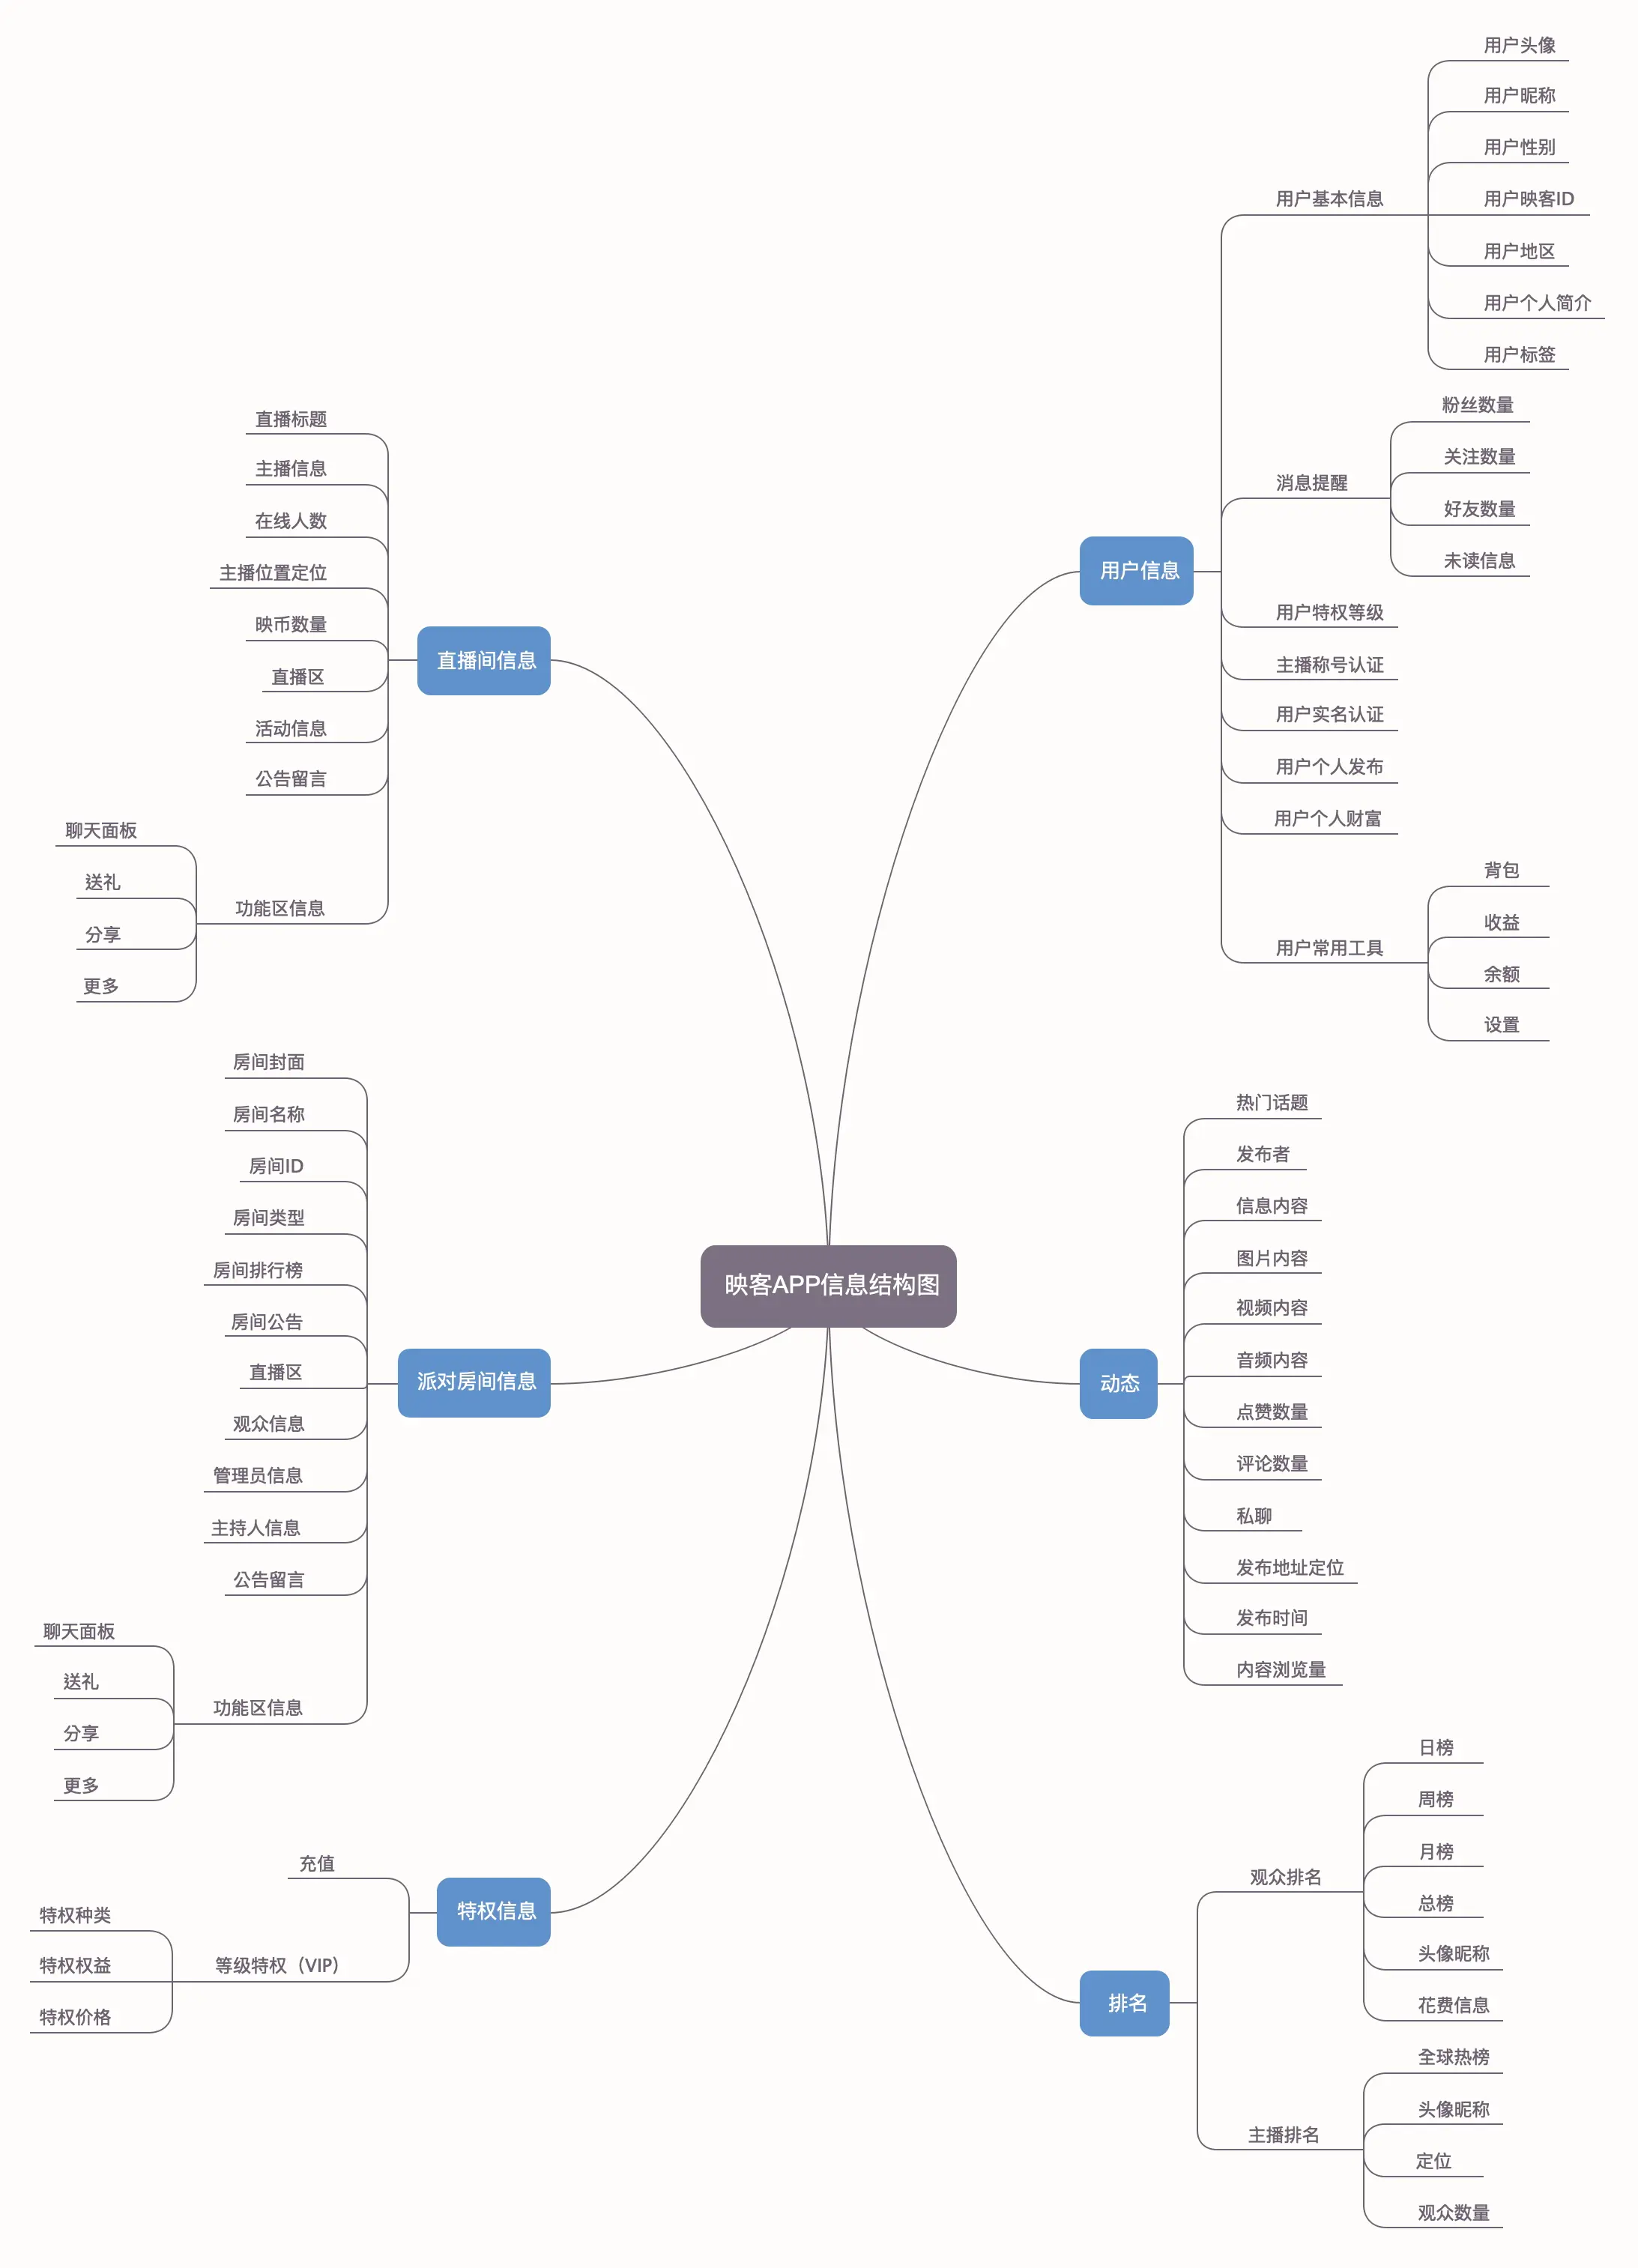 映客APP信息结构图
用户信息
用户基本信息
用户头像
用户昵称
用户性别
用户映客ID
用户地区
用户个人简介
用户标签
消息提醒
粉丝数量
关注数量
好友数量
未读信息
用户特权等级
主播称号认证
用户实名认证
用户个人发布
用户个人财富
用户常用工具
背包
收益
余额
设置
动态
热门话题
发布者
信息内容
图片内容
视频内容
音频内容
点赞数量
评论数量
私聊
发布地址定位
发布时间
内容浏览量
排名
观众排名
日榜
周榜
月榜
总榜
头像昵称
花费信息
主播排名
全球热榜
头像昵称
定位
观众数量
直播间信息
直播标题
主播信息
在线人数
主播位置定位
映币数量
直播区
活动信息
公告留言
功能区信息
聊天面板
送礼
分享
更多
派对房间信息
房间封面
房间名称
房间ID
房间类型
房间排行榜
房间公告
直播区
观众信息
管理员信息
主持人信息
公告留言
功能区信息
聊天面板
送礼
分享
更多
特权信息
充值
等级特权（VIP）
特权种类
特权权益
特权价格